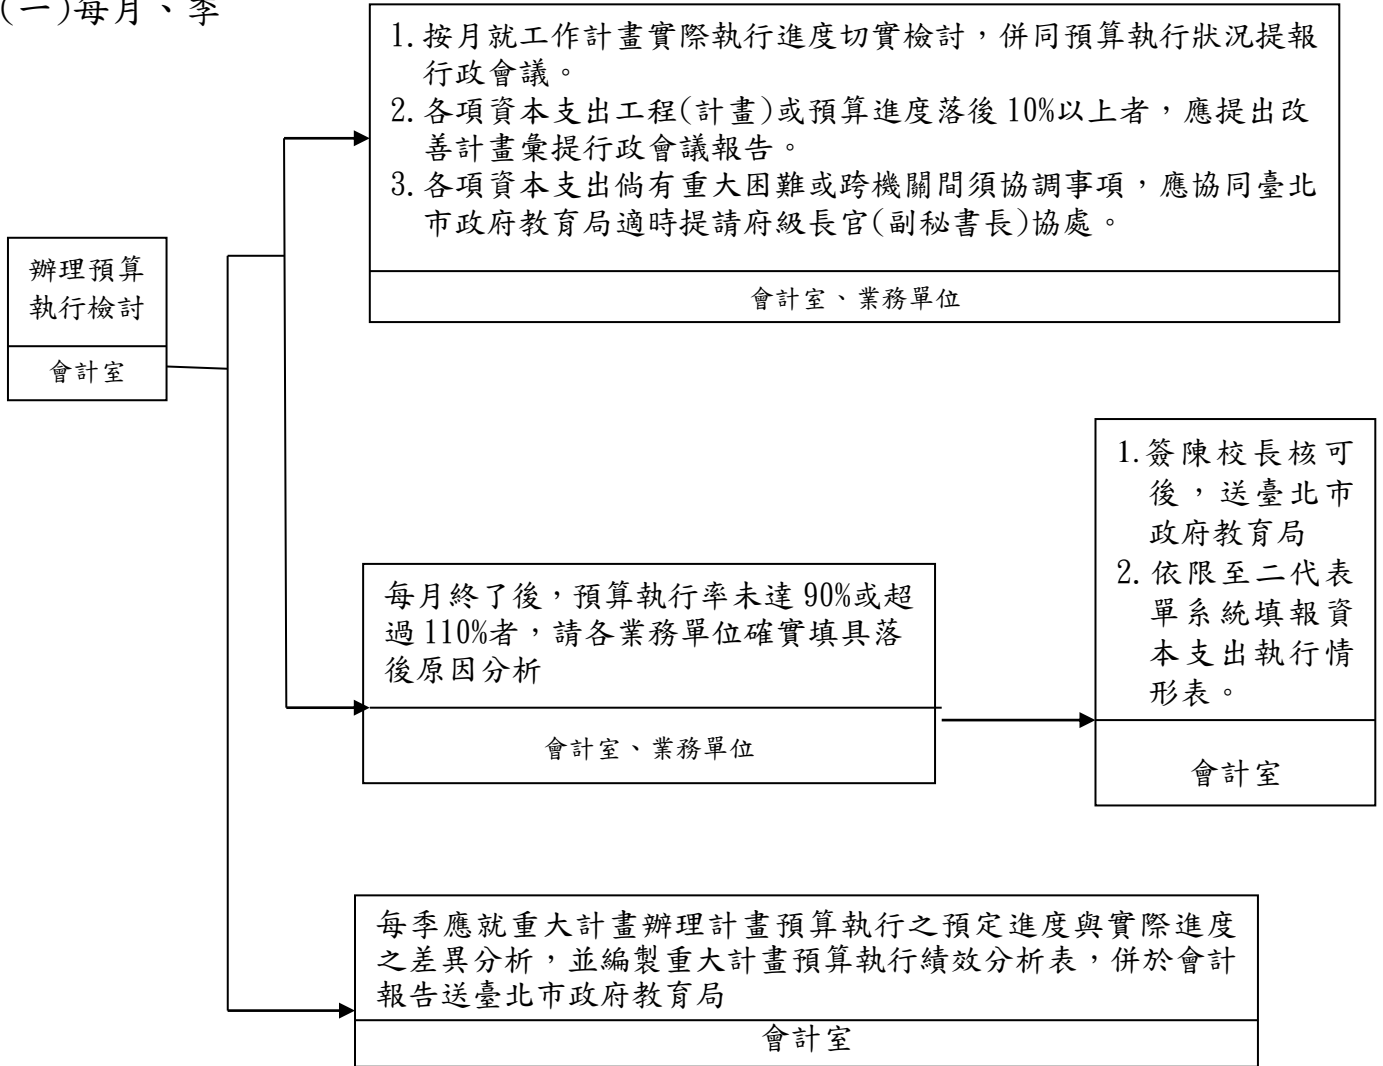 (一)每月、季
1.按月就工作計畫實際執行進度切實檢討，併同預算執行狀況提報
行政會議。
2.各項資本支出工程(計畫)或預算進度落後 10%以上者，應提出改
善計畫彙提行政會議報告。
3.各項資本支出倘有重大困難或跨機關間須協調事項，應協同臺北
市政府教育局適時提請府級長官(副秘書長)協處。
會計室、業務單位
辦理預算
執行檢討
會計室
1.簽陳校長核可
後，送臺北市
政府教育局
2.依限至二代表
單系統填報資
本支出執行情
形表。
會計室
每月終了後，預算執行率未達 90%或超
過 110%者，請各業務單位確實填具落
後原因分析
會計室、業務單位
每季應就重大計畫辦理計畫預算執行之預定進度與實際進度
之差異分析，並編製重大計畫預算執行績效分析表，併於會計
報告送臺北市政府教育局
會計室